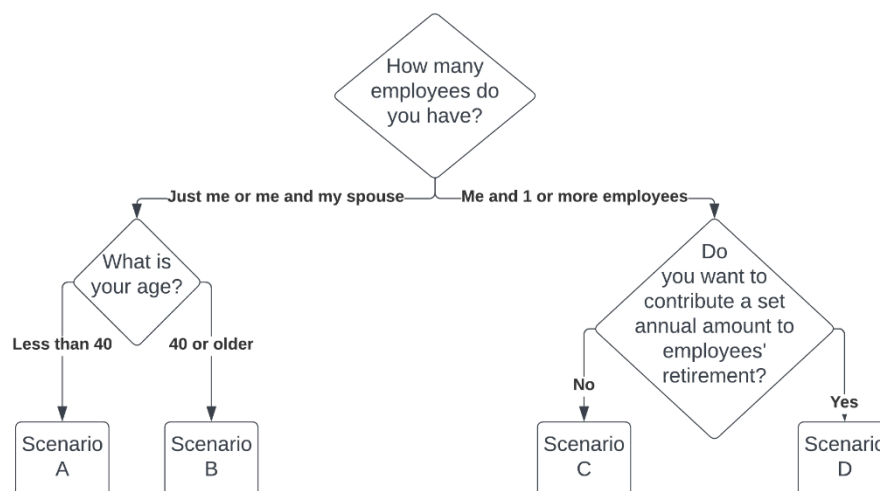 How many
employees do
you have?
Just me or me and my spouse
Me and 1 or more employees
What is
your age?
Do
you want to
contribute a set
annual amount to
employees'
retirement?
Less than 40
40 or older
No
Yes
Scenario
A
Scenario
B
Scenario
C
Scenario
D